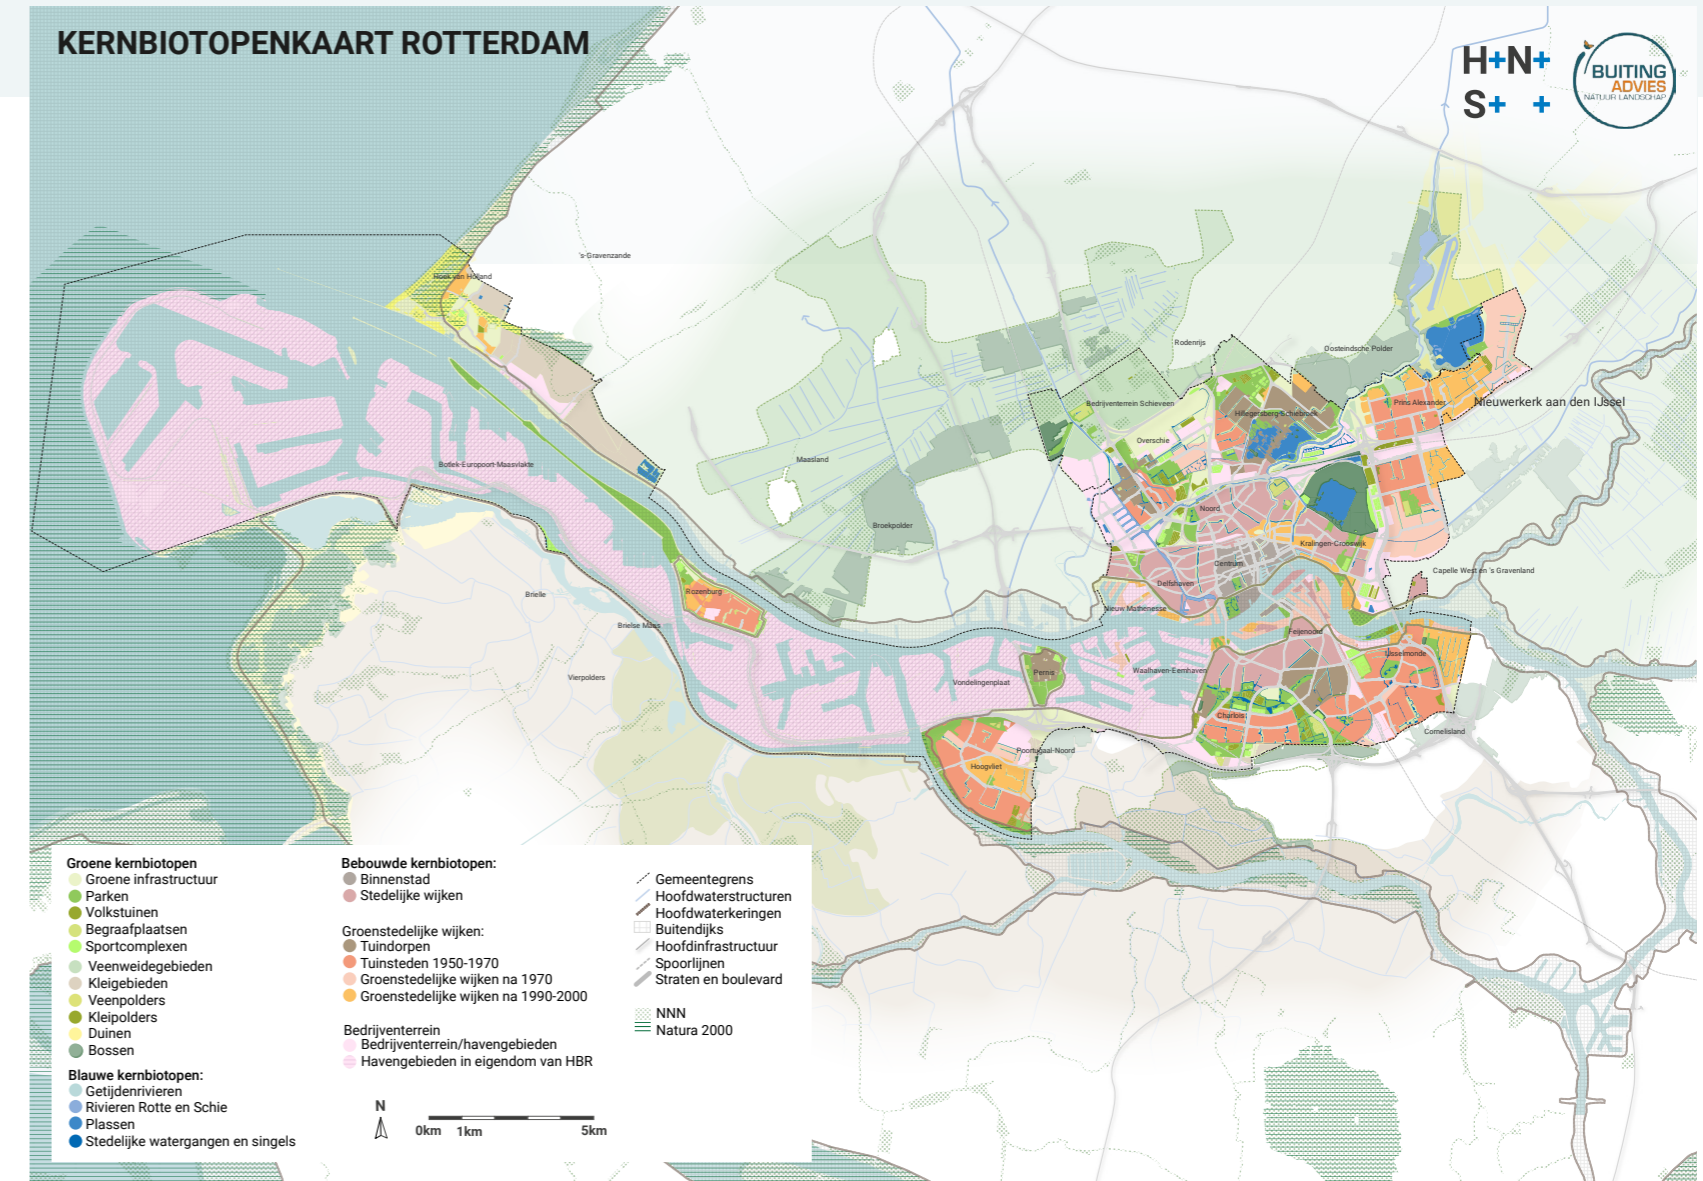 KERNBIOTOPENKAART ROTTERDAM
H+N+
S+ +
BUITING
ADVIES
NATUUR LANDSCHAP
's-Gravenzande
Hoek van Holland
Rodenrijs
Oosteindsche Polder
Bedrijventerrein Schieveen
Prins Alexander
Nieuwerkerk aan den IJssel
Hillegersberg-Schiebroek
Overschie
Maasland
Botlek-Europoort-Maasvlakte
Noord
Broekpolder
Kralingen-Crooswijk
Centrum
Capelle West en 's Gravenland
Delfshaven
Rozenburg
Brielle
Nieuw Mathenesse
Brielse Maas
Feijenoord
IJsselmonde
Pernis
Waalhaven-Eemhaven
Vierpolders
Vondelingenplaat
Charlois
Cornelisland
Poortugaal-Noord
Hoogvliet
Groene kernbiotopen
Groene infrastructuur
Parken
Volkstuinen
Begraafplaatsen
Sportcomplexen
Veenweidegebieden
Kleigebieden
Veenpolders
Kleipolders
Duinen
Bossen
Blauwe kernbiotopen:
Getijdenrivieren
Rivieren Rotte en Schie
Plassen
Stedelijke watergangen en singels
Bebouwde kernbiotopen:
Binnenstad
Stedelijke wijken
Groenstedelijke wijken:
Tuindorpen
Tuinsteden 1950-1970
Groenstedelijke wijken na 1970
Groenstedelijke wijken na 1990-2000
Bedrijventerrein
Bedrijventerrein/havengebieden
Havengebieden in eigendom van HBR
N
0km 1km 5km
Gemeentegrens
Hoofdwaterstructuren
Hoofdwaterkeringen
Buitendijks
Hoofdinfrastructuur
Spoorlijnen
Straten en boulevard
NNN
Natura 2000